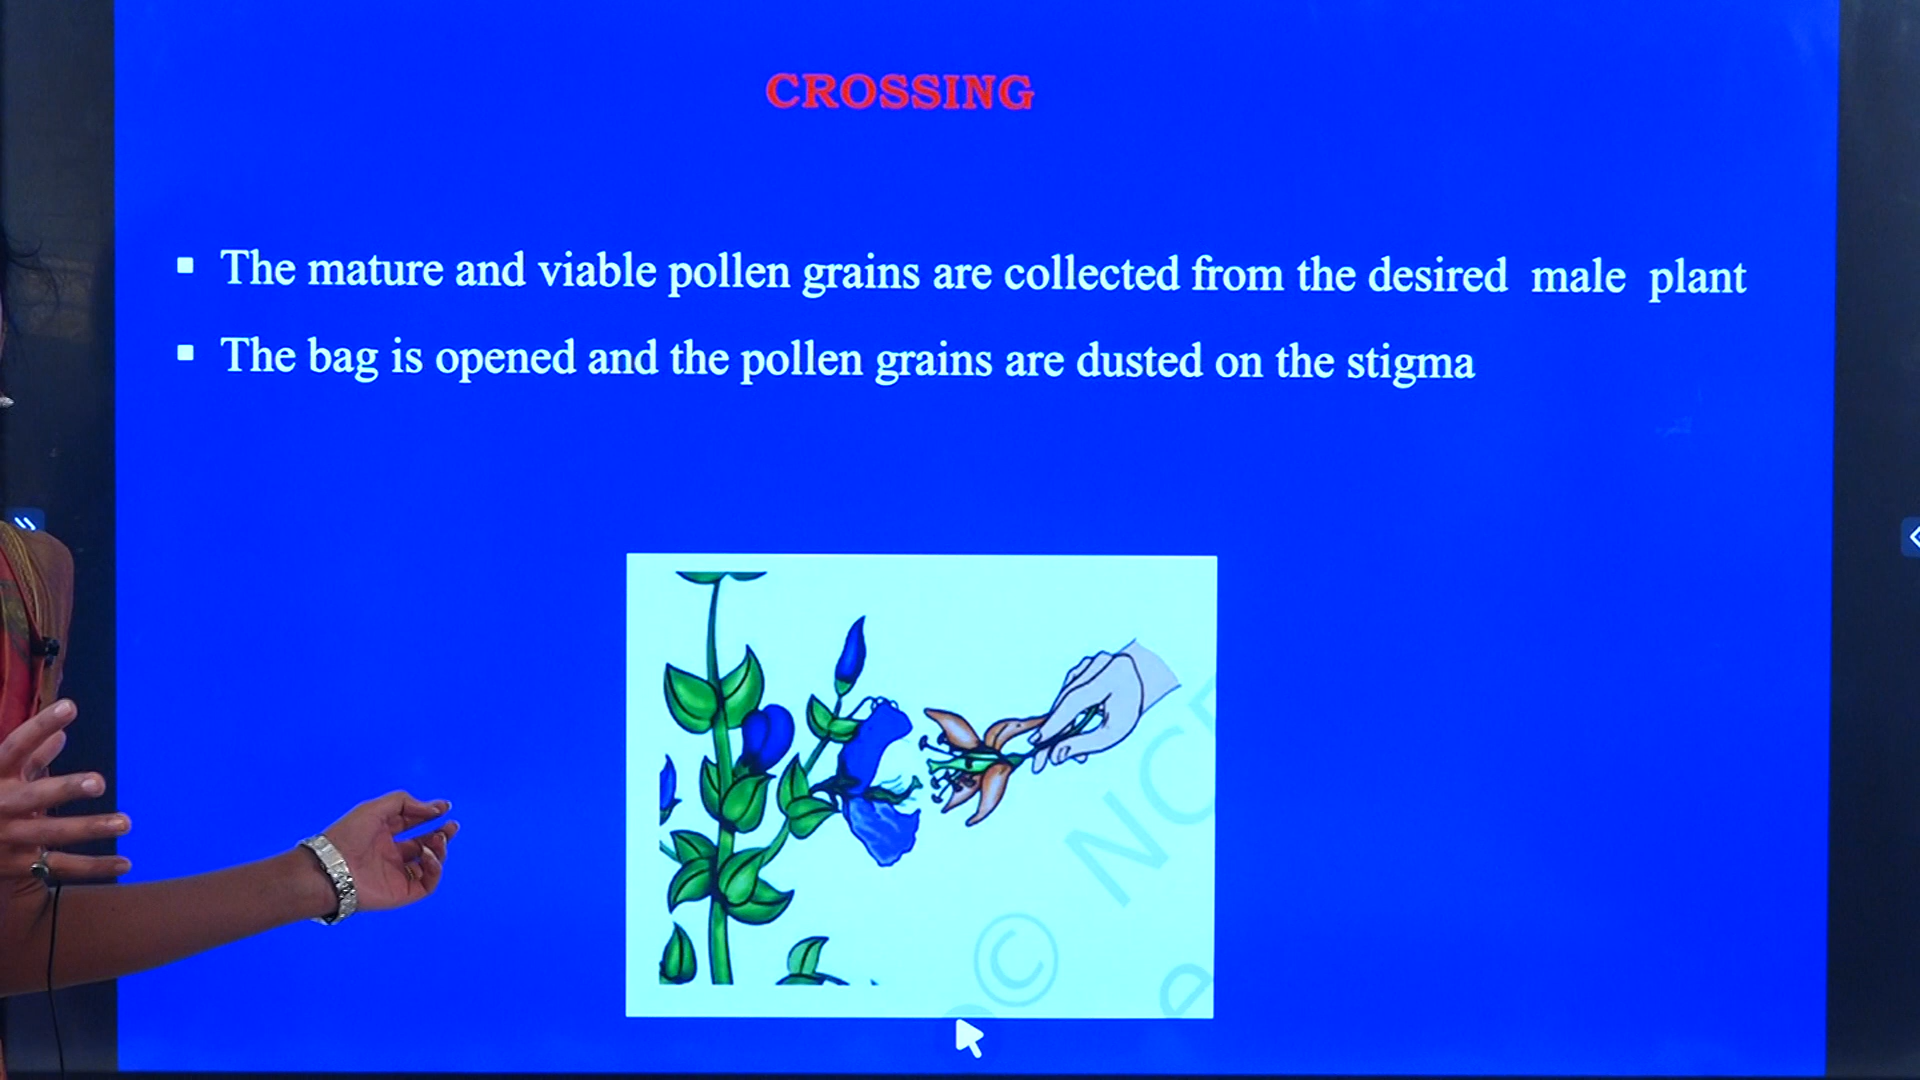 CROSSING
▪ The mature and viable pollen grains are collected from the desired male plant
▪ The bag is opened and the pollen grains are dusted on the stigma
© NCE